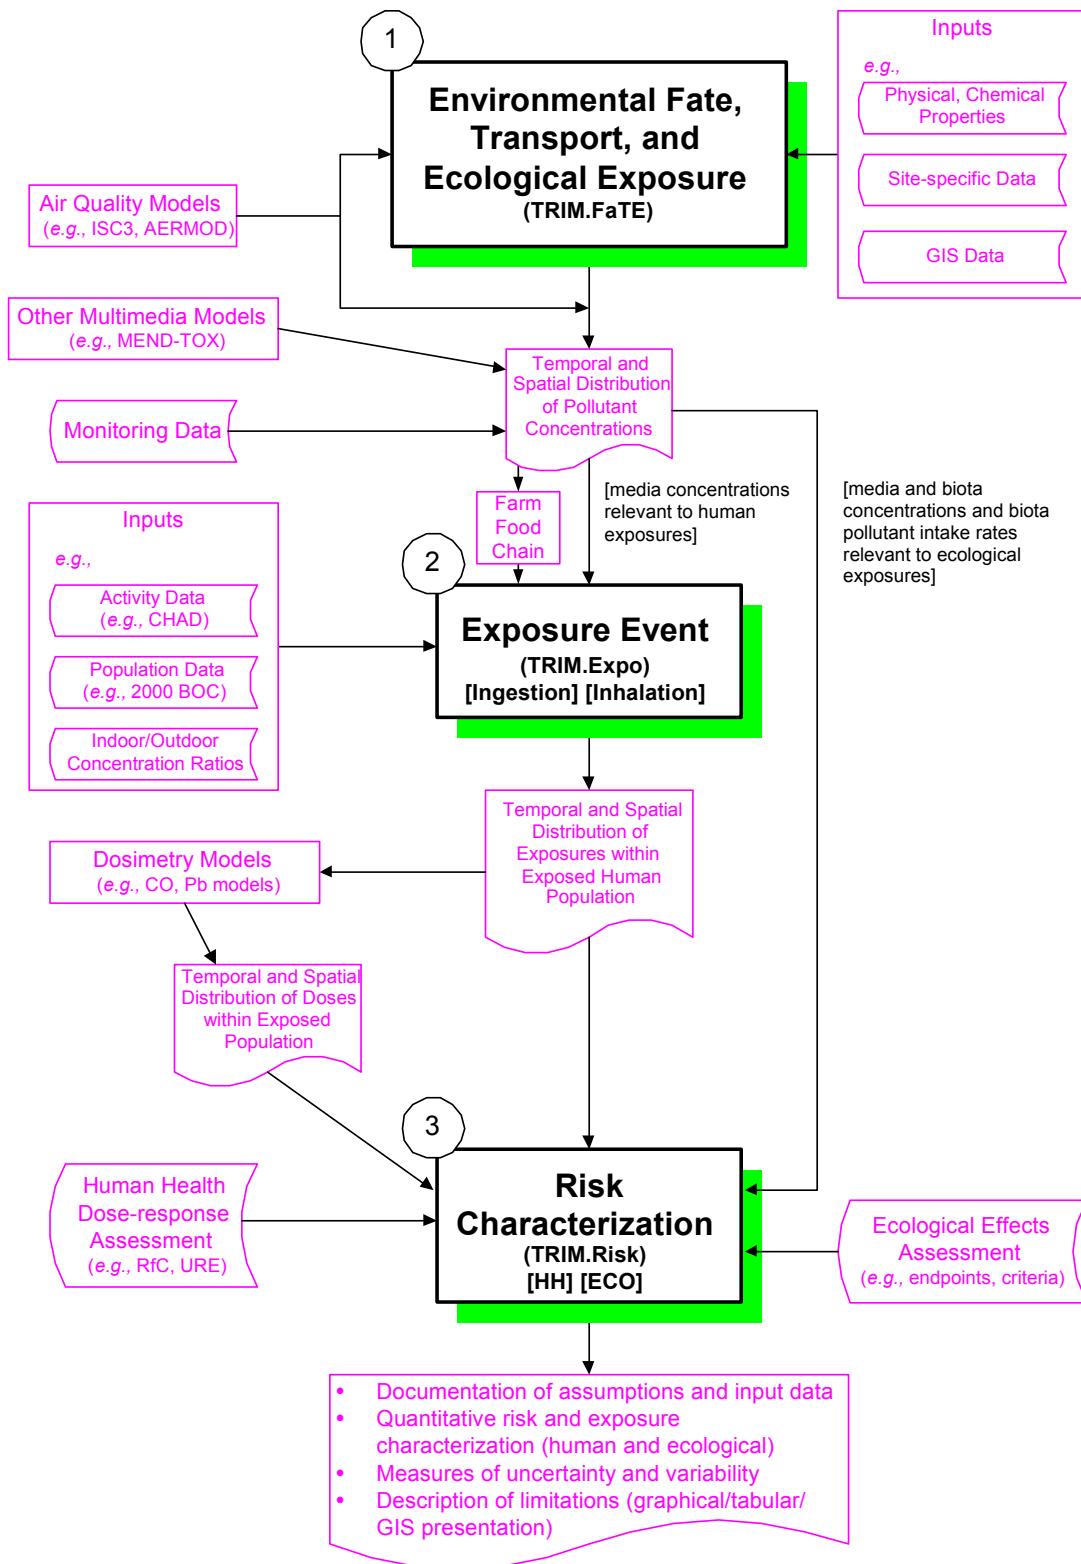 1
Environmental Fate,
Transport, and
Ecological Exposure
(TRIM.FaTE)
Inputs
e.g.,
Physical, Chemical
Properties
Site-specific Data
GIS Data
Air Quality Models
(e.g., ISC3, AERMOD)
Other Multimedia Models
(e.g., MEND-TOX)
Monitoring Data
Temporal and
Spatial Distribution
of Pollutant
Concentrations
Farm
Food
Chain
[media concentrations
relevant to human
exposures]
[media and biota
concentrations and biota
pollutant intake rates
relevant to ecological
exposures]
Inputs
e.g.,
Activity Data
(e.g., CHAD)
Population Data
(e.g., 2000 BOC)
Indoor/Outdoor
Concentration Ratios
2
Exposure Event
(TRIM.Expo)
[Ingestion] [Inhalation]
Temporal and Spatial
Distribution of
Exposures within
Exposed Human
Population
Dosimetry Models
(e.g., CO, Pb models)
Temporal and Spatial
Distribution of Doses
within Exposed
Population
3
Risk
Characterization
(TRIM.Risk)
[HH] [ECO]
Human Health
Dose-response
Assessment
(e.g., RfC, URE)
Ecological Effects
Assessment
(e.g., endpoints, criteria)
• Documentation of assumptions and input data
• Quantitative risk and exposure
characterization (human and ecological)
• Measures of uncertainty and variability
• Description of limitations (graphical/tabular/
GIS presentation)